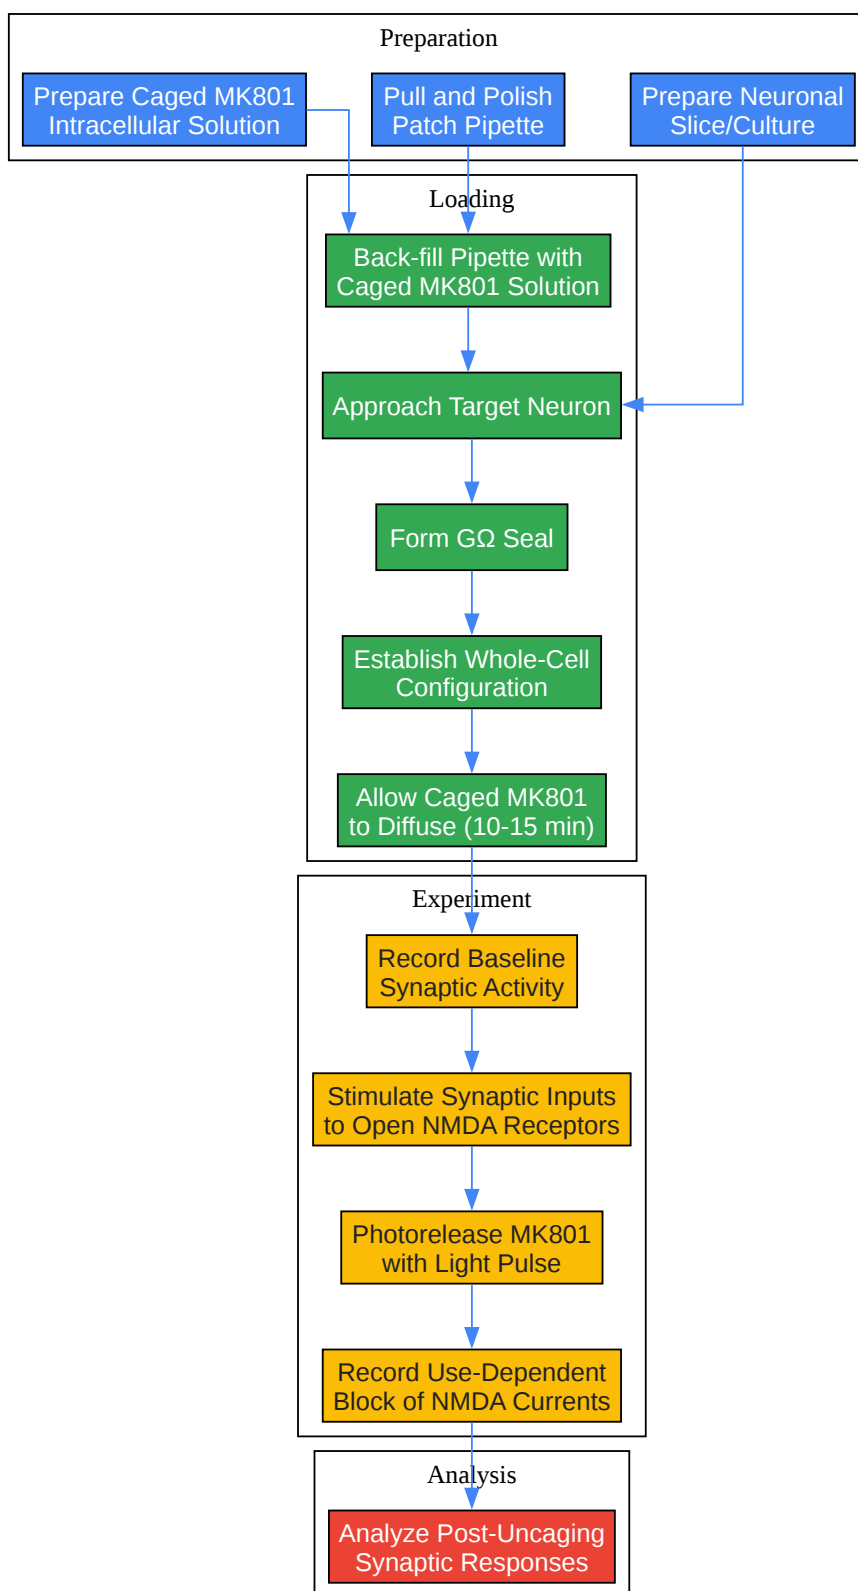 Preparation
Prepare Caged MK801
Intracellular Solution
Pull and Polish
Patch Pipette
Prepare Neuronal
Slice/Culture
Loading
Back-fill Pipette with
Caged MK801 Solution
Approach Target Neuron
Form GΩ Seal
Establish Whole-Cell
Configuration
Allow Caged MK801
to Diffuse (10-15 min)
Experiment
Record Baseline
Synaptic Activity
Stimulate Synaptic Inputs
to Open NMDA Receptors
Photorelease MK801
with Light Pulse
Record Use-Dependent
Block of NMDA Currents
Analysis
Analyze Post-Uncaging
Synaptic Responses